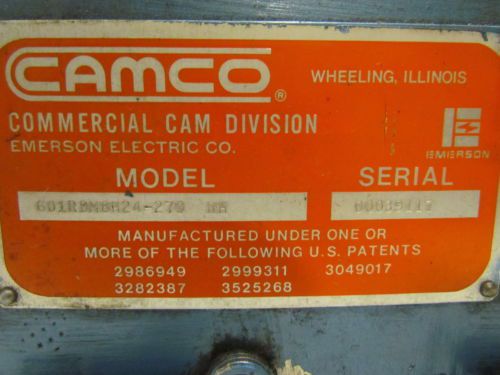 CAMCO ®
WHEELING, ILLINOIS
COMMERCIAL CAM DIVISION
EMERSON ELECTRIC CO.
EMERSON
MODEL SERIAL
MANUFACTURED UNDER ONE OR
MORE OF THE FOLLOWING U.S. PATENTS
2986949 2999311 3049017
3282387 3525268